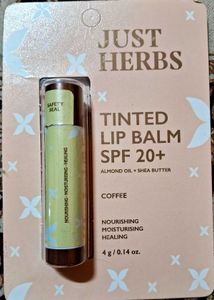 JUST
HERBS
SAFETY
SEAL
NOURISHING • MOISTURISING • HEALING
TINTED
LIP BALM
SPF 20+
ALMOND OIL + SHEA BUTTER
COFFEE
NOURISHING
MOISTURISING
HEALING
4 g / 0.14 oz.